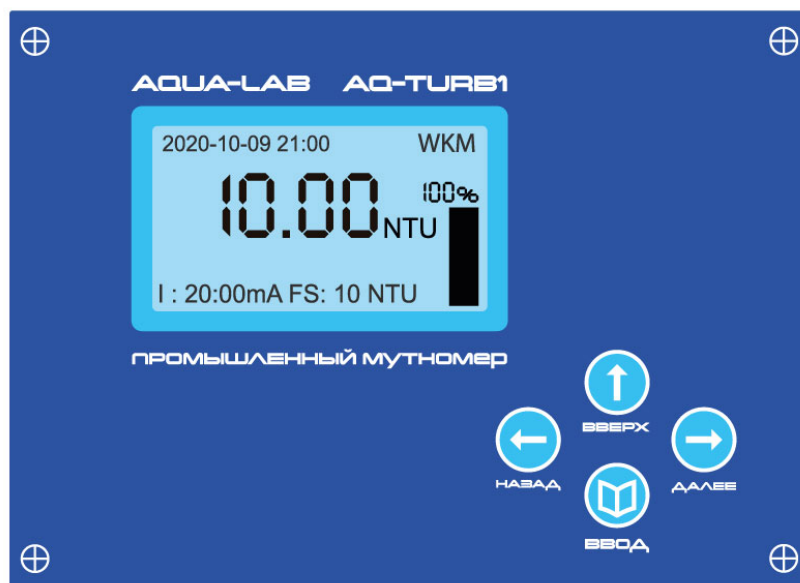 AQUA-LAB AQ-TURB1
2020-10-09 21:00 WKM
100%
10.00 NTU
I : 20:00mA FS: 10 NTU
ПРОМЫШЛЕННЫЙ МУТНОМЕР
ВВЕРХ
НАЗАД
ДАЛЕЕ
ВВОД